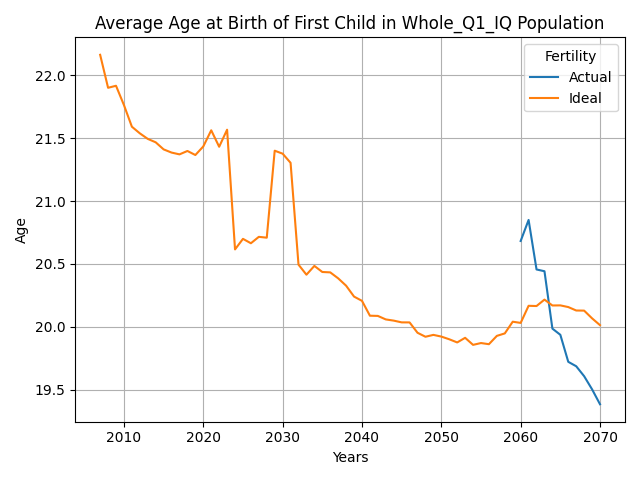 Average Age at Birth of First Child in Whole_Q1_IQ Population
Fertility
Actual
Ideal
Age
22.0
21.5
21.0
20.5
20.0
19.5
2010 2020 2030 2040 2050 2060 2070
Years